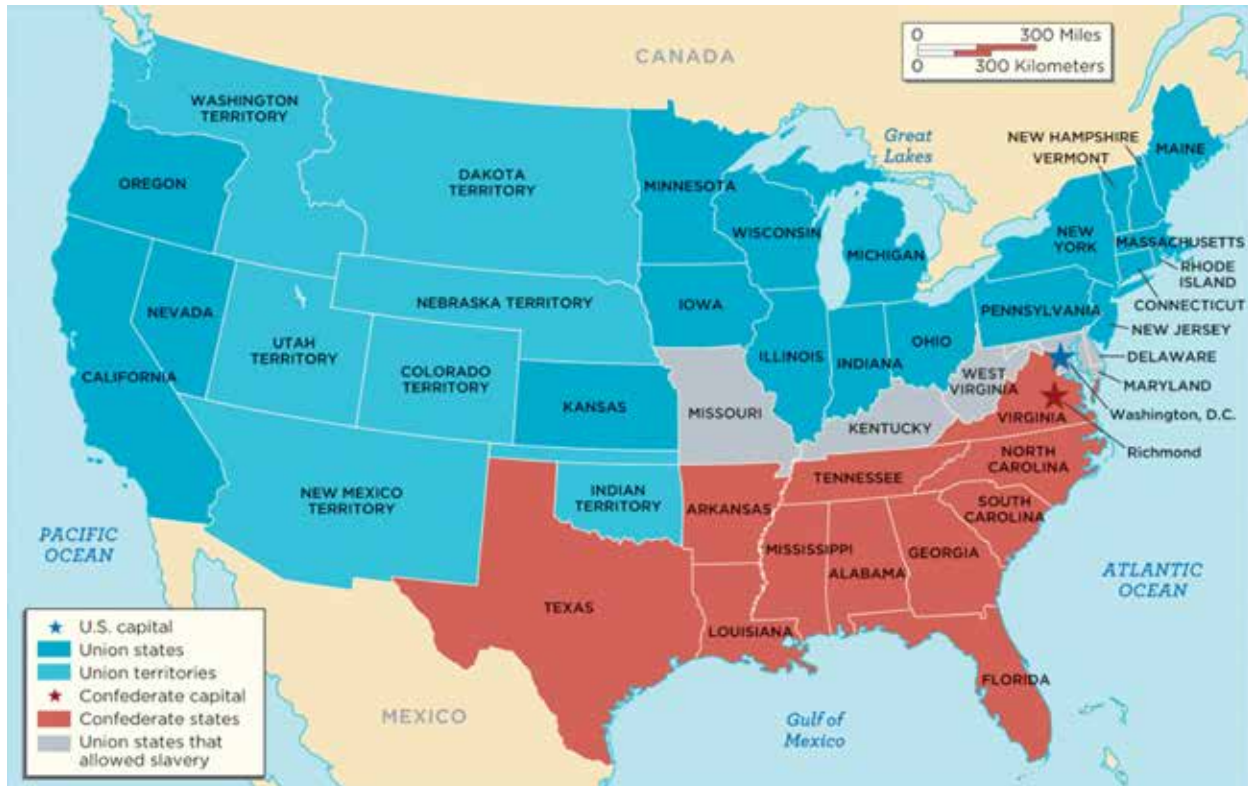 0 300 Miles
0 300 Kilometers
CANADA
WASHINGTON
TERRITORY
OREGON
DAKOTA
TERRITORY
MINNESOTA
Great
Lakes
NEW HAMPSHIRE
VERMONT
MAINE
WISCONSIN
MICHIGAN
NEW
YORK
MASSACHUSETTS
RHODE
ISLAND
CONNECTICUT
NEVADA
NEBRASKA TERRITORY
IOWA
PENNSYLVANIA
NEW JERSEY
UTAH
TERRITORY
CALIFORNIA
COLORADO
TERRITORY
ILLINOIS
INDIANA
OHIO
DELAWARE
WEST
VIRGINIA
MARYLAND
KANSAS
MISSOURI
KENTUCKY
VIRGINIA
Washington, D.C.
Richmond
NORTH
CAROLINA
TENNESSEE
NEW MEXICO
TERRITORY
INDIAN
TERRITORY
ARKANSAS
SOUTH
CAROLINA
PACIFIC
OCEAN
MISSISSIPPI
ALABAMA
GEORGIA
ATLANTIC
OCEAN
TEXAS
LOUISIANA
FLORIDA
MEXICO
Gulf of
Mexico
U.S. capital
Union states
Union territories
Confederate capital
Confederate states
Union states that
allowed slavery